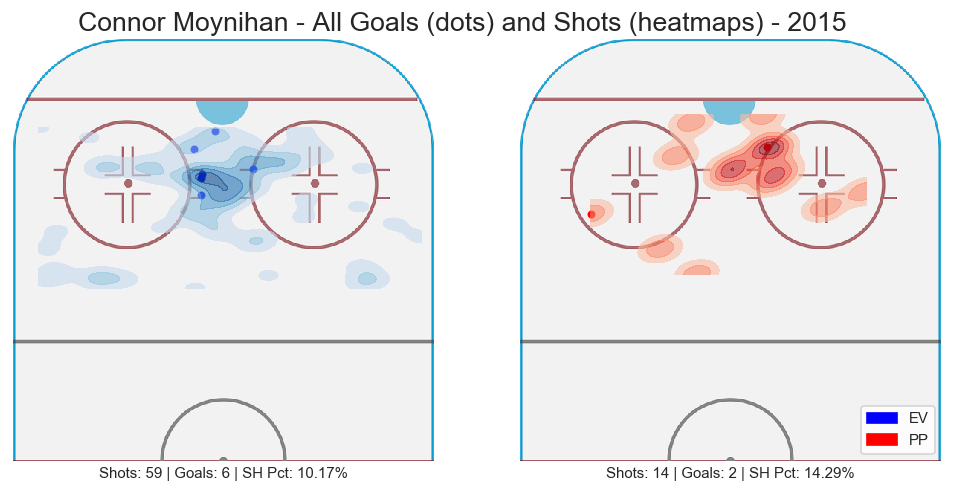 Connor Moynihan - All Goals (dots) and Shots (heatmaps) - 2015
EV
PP
Shots: 59 | Goals: 6 | SH Pct: 10.17%
Shots: 14 | Goals: 2 | SH Pct: 14.29%